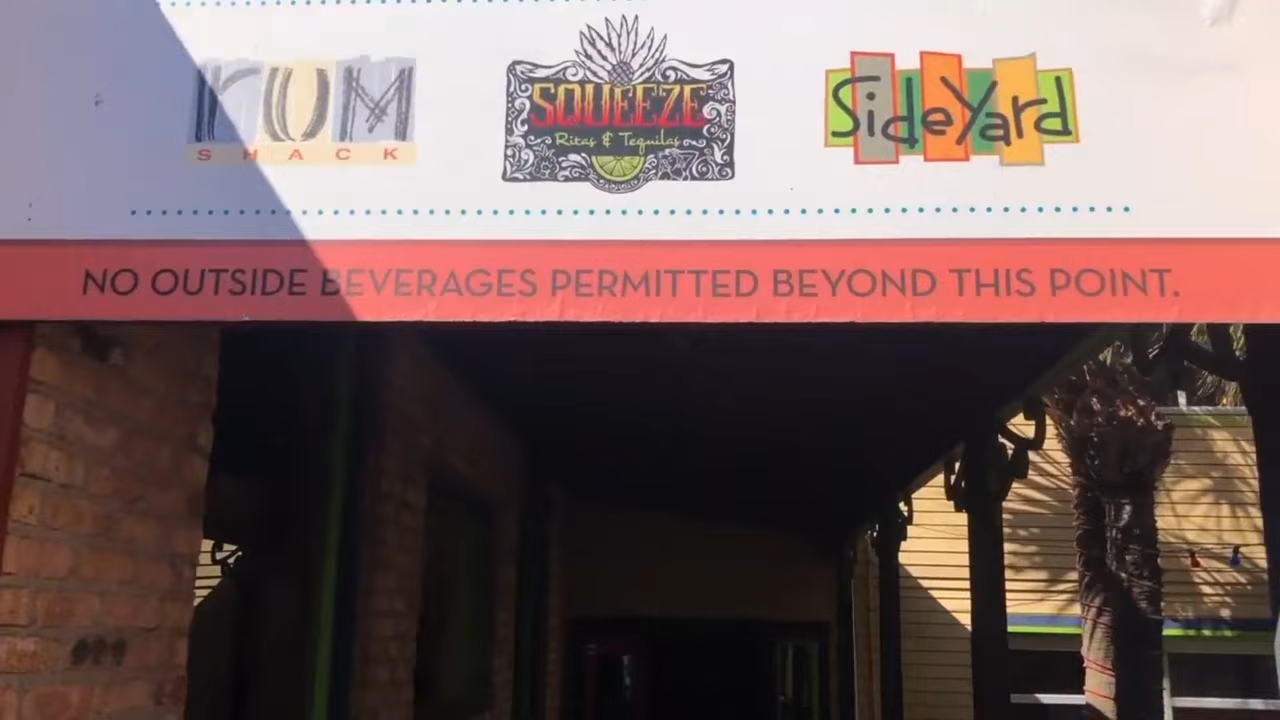 rUM
SHACK
SQUEEZE
Ritas & Tequilas
SideYard
NO OUTSIDE BEVERAGES PERMITTED BEYOND THIS POINT.